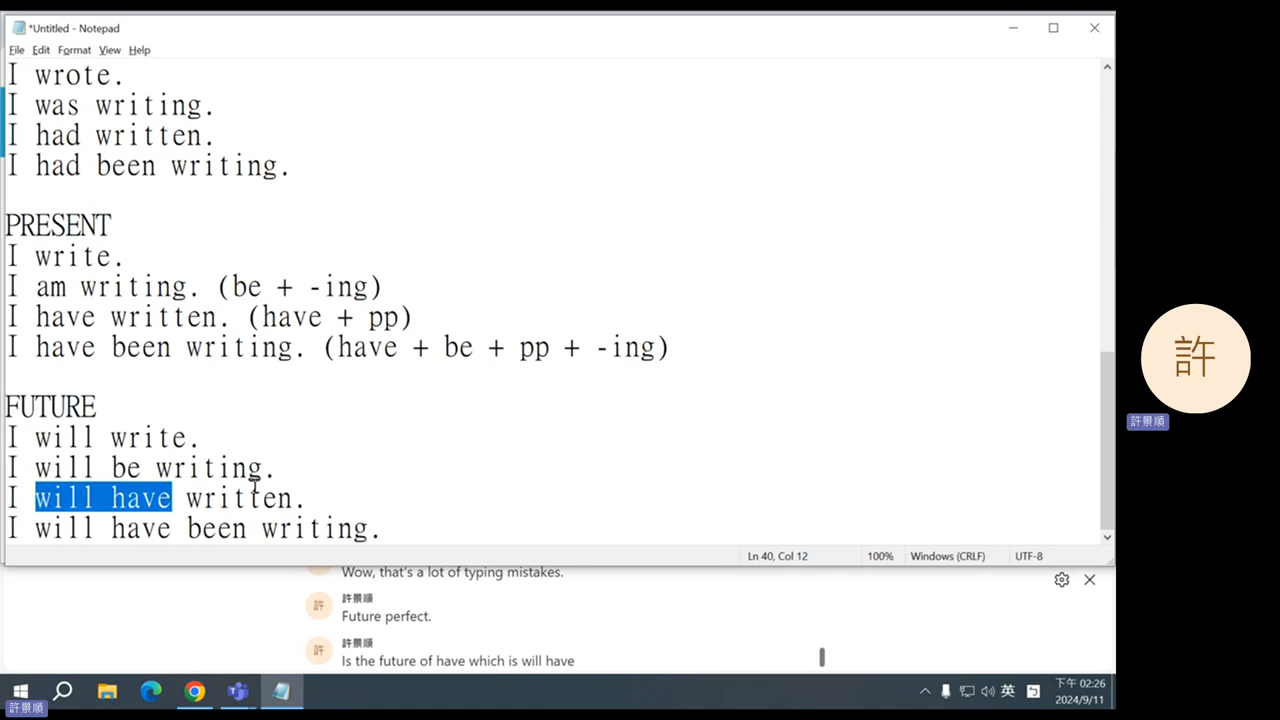 *Untitled - Notepad
File Edit Format View Help
I wrote.
I was writing.
I had written.
I had been writing.
PRESENT
I write.
I am writing. (be + -ing)
I have written. (have + pp)
I have been writing. (have + be + pp + -ing)
FUTURE
I will write.
I will be writing.
I will have written.
I will have been writing.
Ln 40, Col 12 100% Windows (CRLF) UTF-8
許
許景順
Wow, that's a lot of typing mistakes.
許 許景順
Future perfect.
許 許景順
Is the future of have which is will have
英 下午 02:26
2024/9/11
許景順